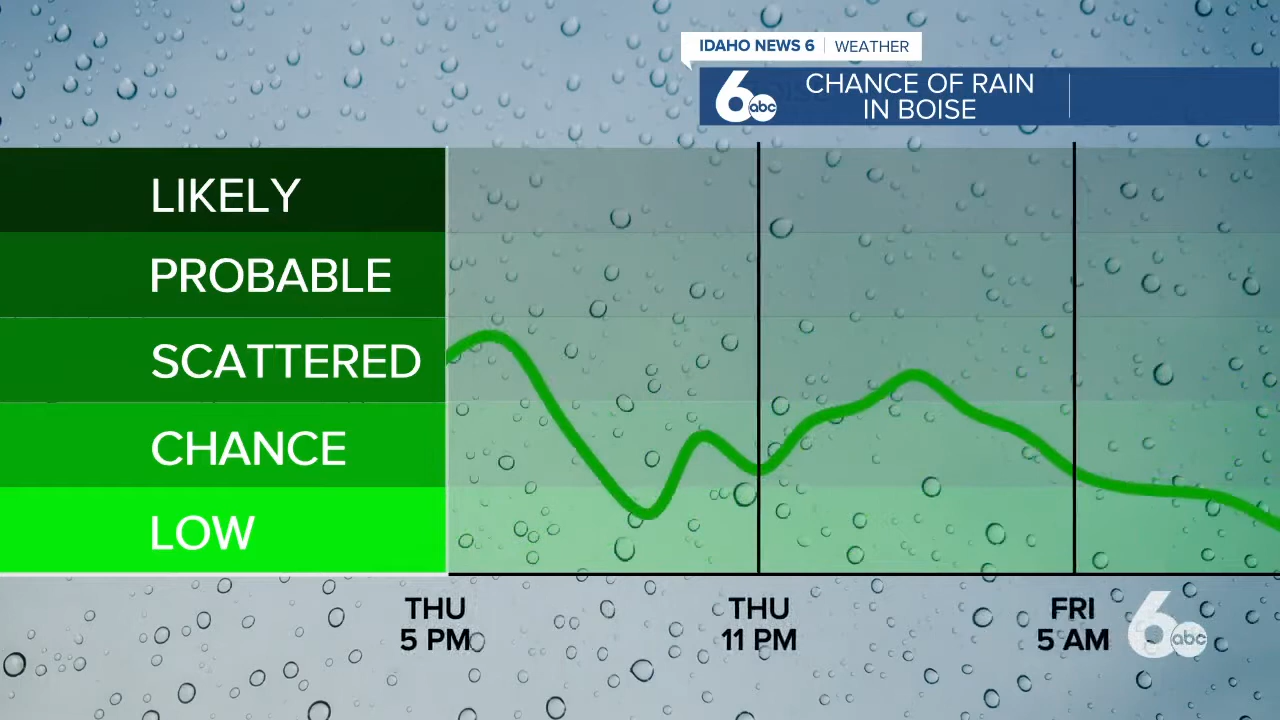 IDAHO NEWS 6 | WEATHER
6 abc
CHANCE OF RAIN
IN BOISE
LIKELY
PROBABLE
SCATTERED
CHANCE
LOW
THU
5 PM
THU
11 PM
FRI
5 AM
6 abc